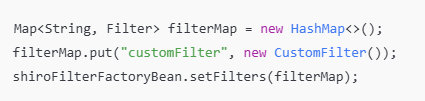 Map<String, Filter> filterMap = new HashMap<>();
filterMap.put("customFilter", new CustomFilter());
shiroFilterFactoryBean.setFilters(filterMap);